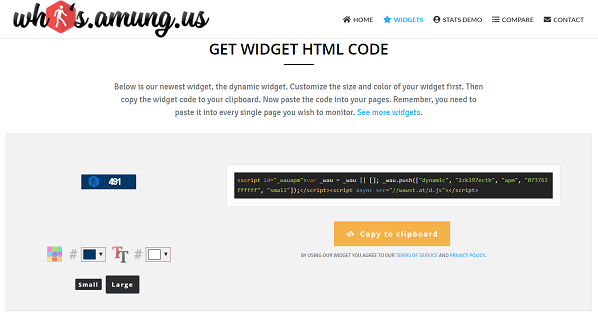 wh's.amung.us
HOME WIDGETS STATS DEMO COMPARE CONTACT
GET WIDGET HTML CODE
Below is our newest widget, the dynamic widget. Customize the size and color of your widget first. Then
copy the widget code to your clipboard. Now paste the code into your pages. Remember, you need to
paste it into every single page you wish to monitor. See more widgets.
491
<script id="_wauapm">var _wau = _wau || []; _wau.push(["dynamic", "2zk197ecth", "apm", "073763
ffffff", "small"]);</script><script async src="//waust.at/d.js"></script>
</> Copy to clipboard
BY USING OUR WIDGET YOU AGREE TO OUR TERMS OF SERVICE AND PRIVACY POLICY.
# TT #
Small Large